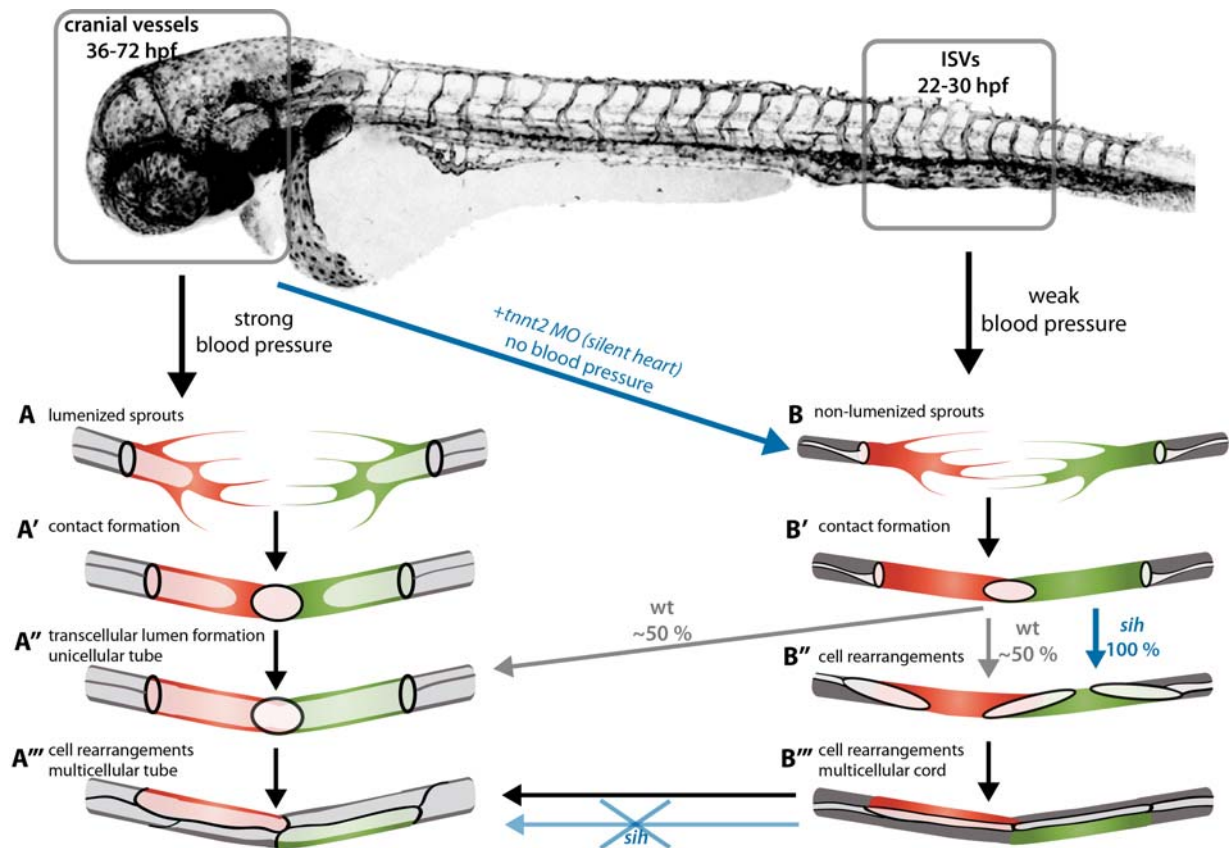 cranial vessels
36-72 hpf
ISVs
22-30 hpf
strong
blood pressure
+tnnt2 MO (silent heart)
no blood pressure
weak
blood pressure
A lumenized sprouts
B non-lumenized sprouts
A' contact formation
B' contact formation
wt
~50 %
wt
~50 %
sih
100 %
A'' transcellular lumen formation
unicellular tube
B'' cell rearrangements
A''' cell rearrangements
multicellular tube
B''' cell rearrangements
multicellular cord
sih